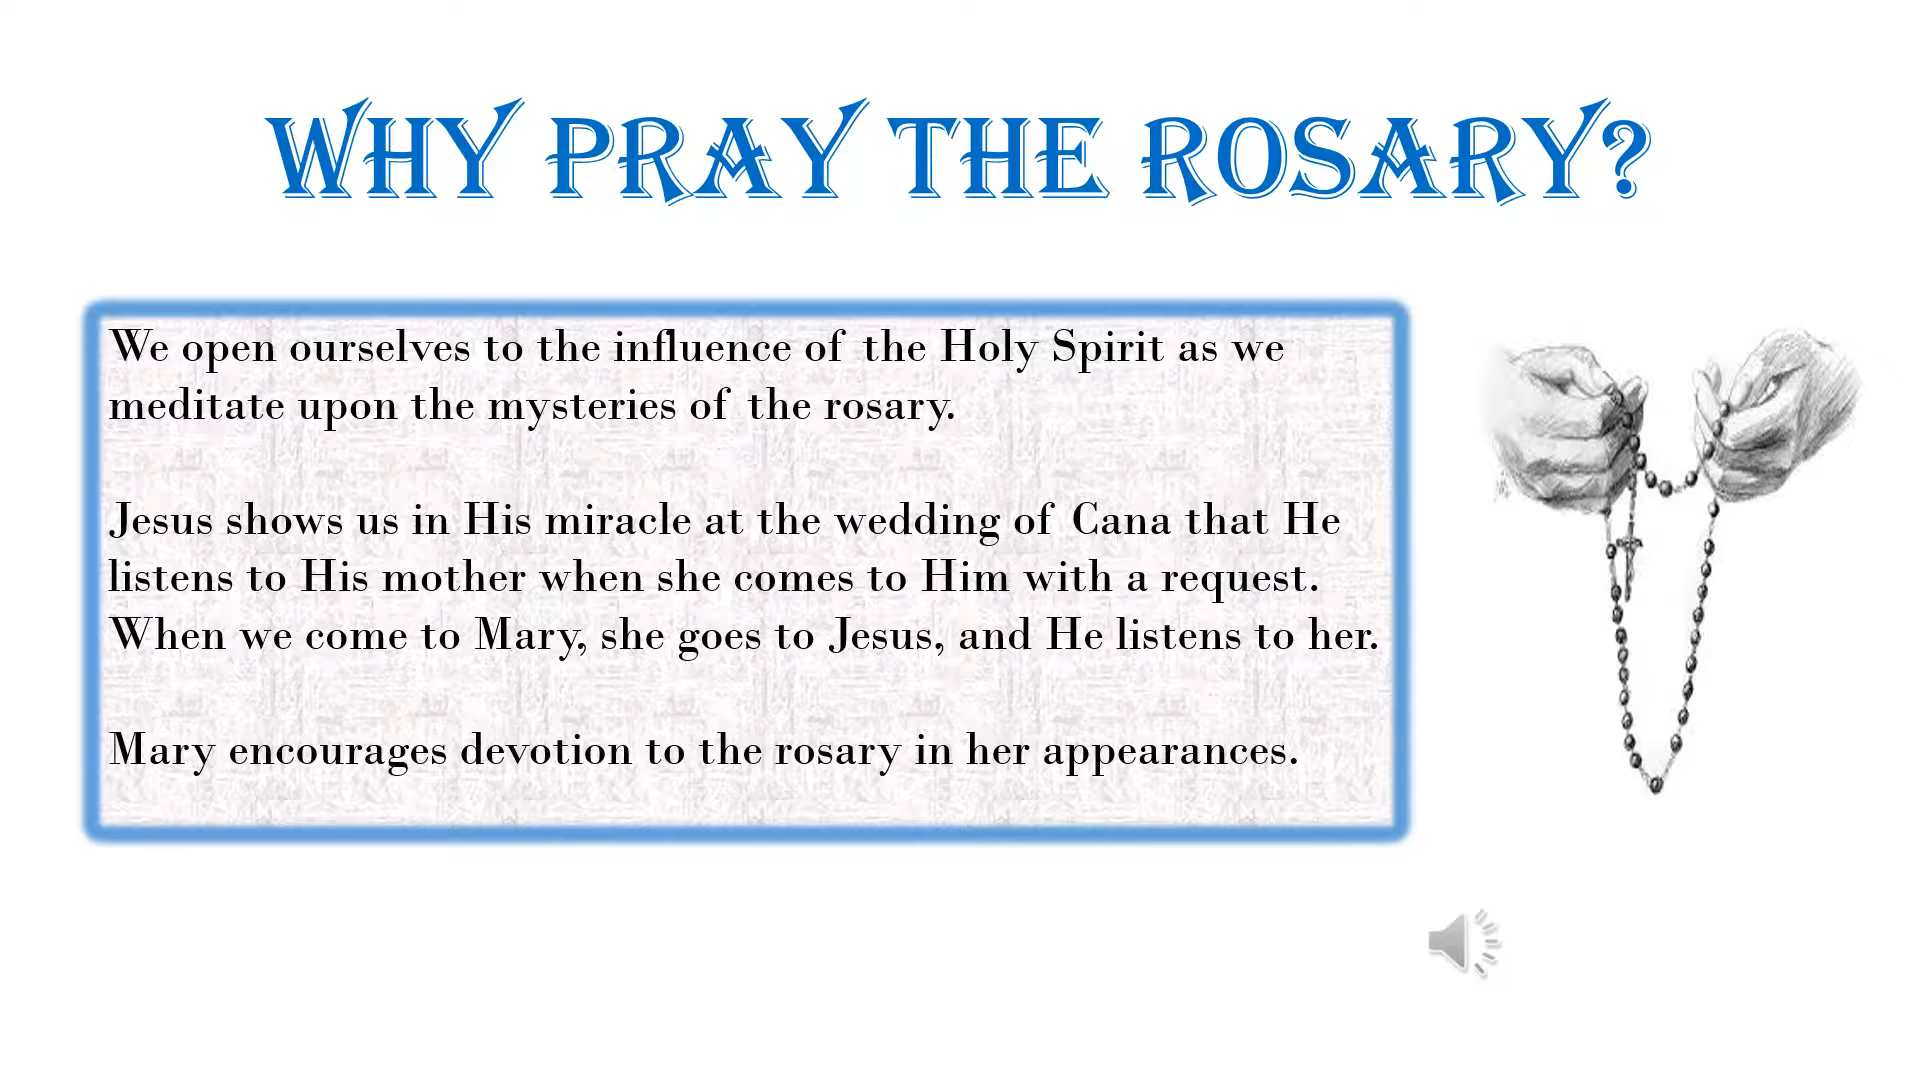 WHY PRAY THE ROSARY?
We open ourselves to the influence of the Holy Spirit as we
meditate upon the mysteries of the rosary.
Jesus shows us in His miracle at the wedding of Cana that He
listens to His mother when she comes to Him with a request.
When we come to Mary, she goes to Jesus, and He listens to her.
Mary encourages devotion to the rosary in her appearances.